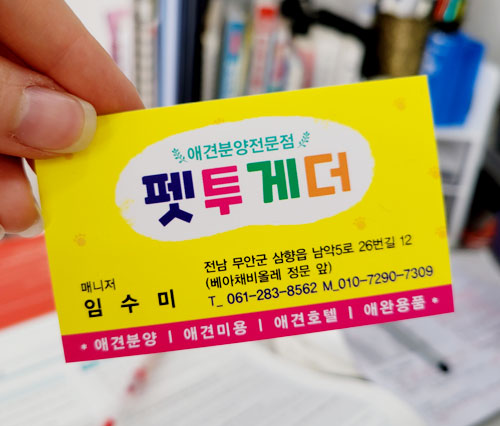 애견분양전문점
펫투게더
전남 무안군 삼향읍 남악5로 26번길 12
(베아채비올레 정문 앞)
매니저
임 수 미
T_ 061-283-8562 M_010-7290-7309
• 애견분양 | 애견미용 | 애견호텔 | 애완용품 •